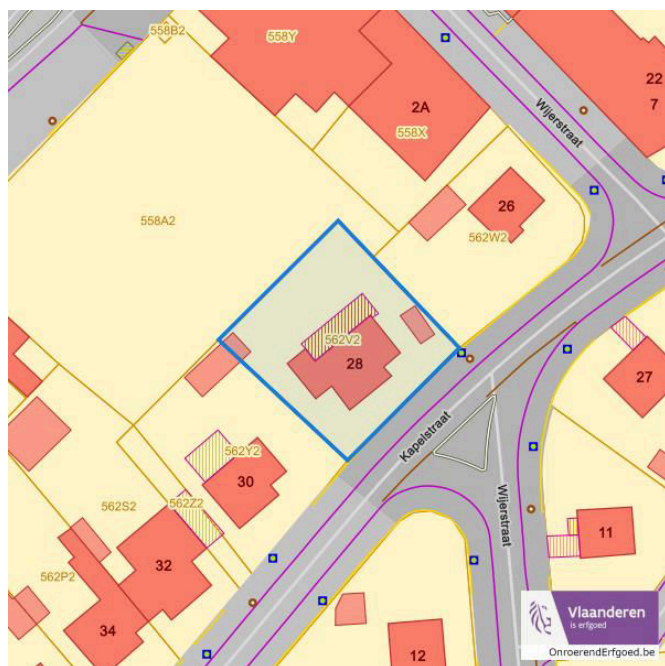 558B2
558Y
2A
558X
Wijerstraat
22
7
558A2
26
562W2
562V2
28
27
Kapelstraat
Wijerstraat
562Y2
30
562S2
562Z2
32
11
562P2
34
12
Vlaanderen
is erfgoed
OnroerendErfgoed.be